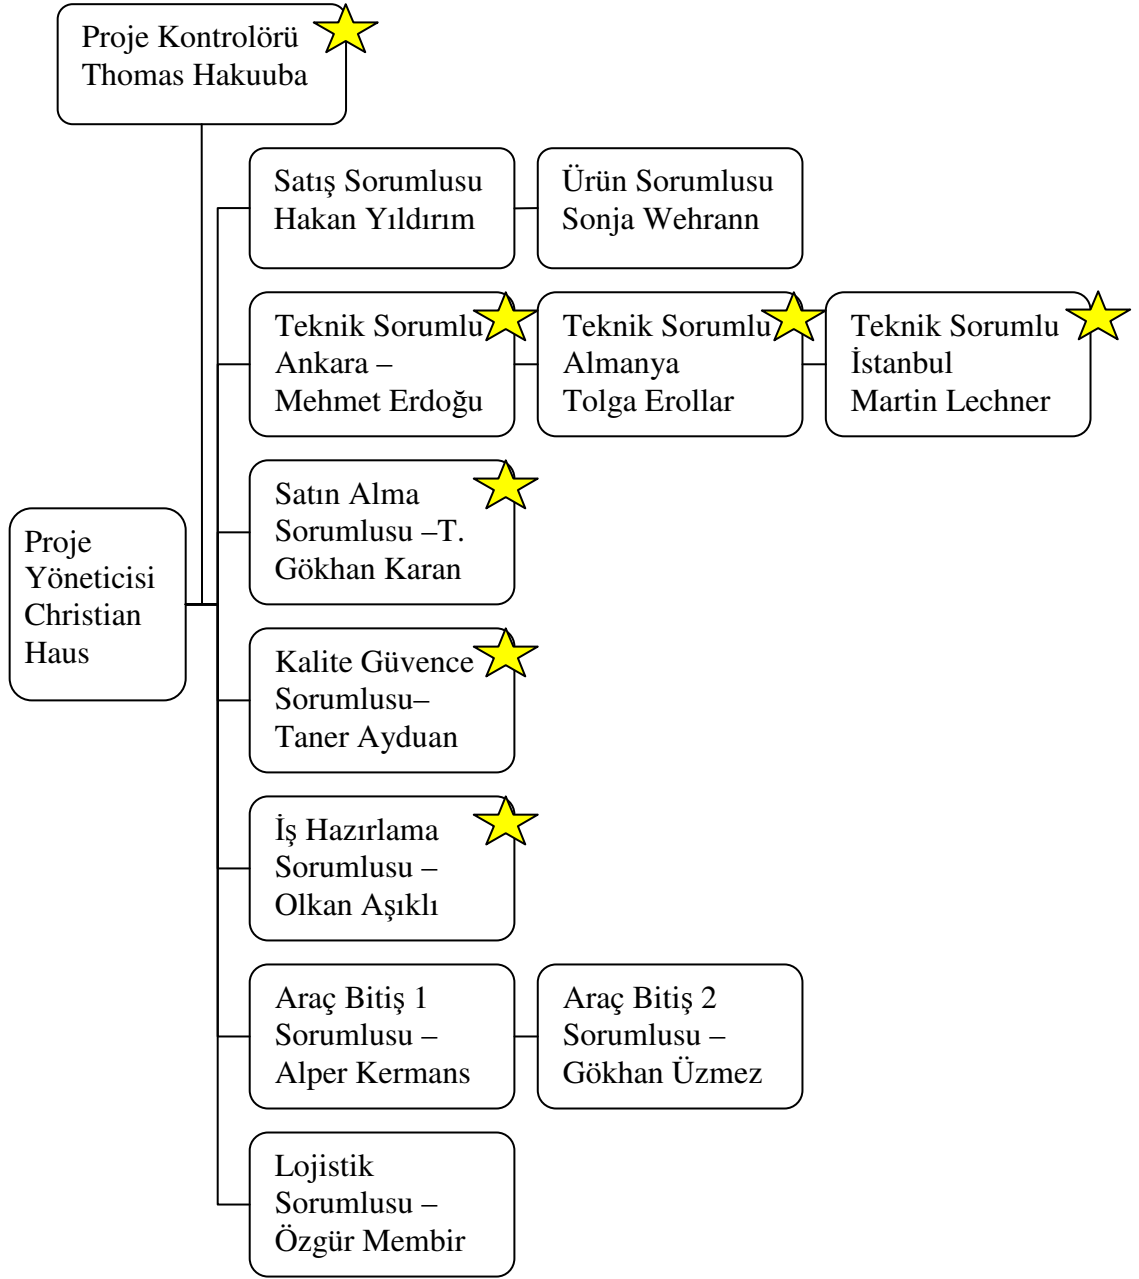 Proje Kontrolörü
Thomas Hakuuba
Satış Sorumlusu
Hakan Yıldırım
Ürün Sorumlusu
Sonja Wehrann
Teknik Sorumlu
Ankara –
Mehmet Erdoğu
Teknik Sorumlu
Almanya
Tolga Erollar
Teknik Sorumlu
İstanbul
Martin Lechner
Satın Alma
Sorumlusu –T.
Gökhan Karan
Proje
Yöneticisi
Christian
Haus
Kalite Güvence
Sorumlusu–
Taner Ayduan
İş Hazırlama
Sorumlusu –
Olkan Aşıklı
Araç Bitiş 1
Sorumlusu –
Alper Kermans
Araç Bitiş 2
Sorumlusu –
Gökhan Üzmez
Lojistik
Sorumlusu –
Özgür Membir